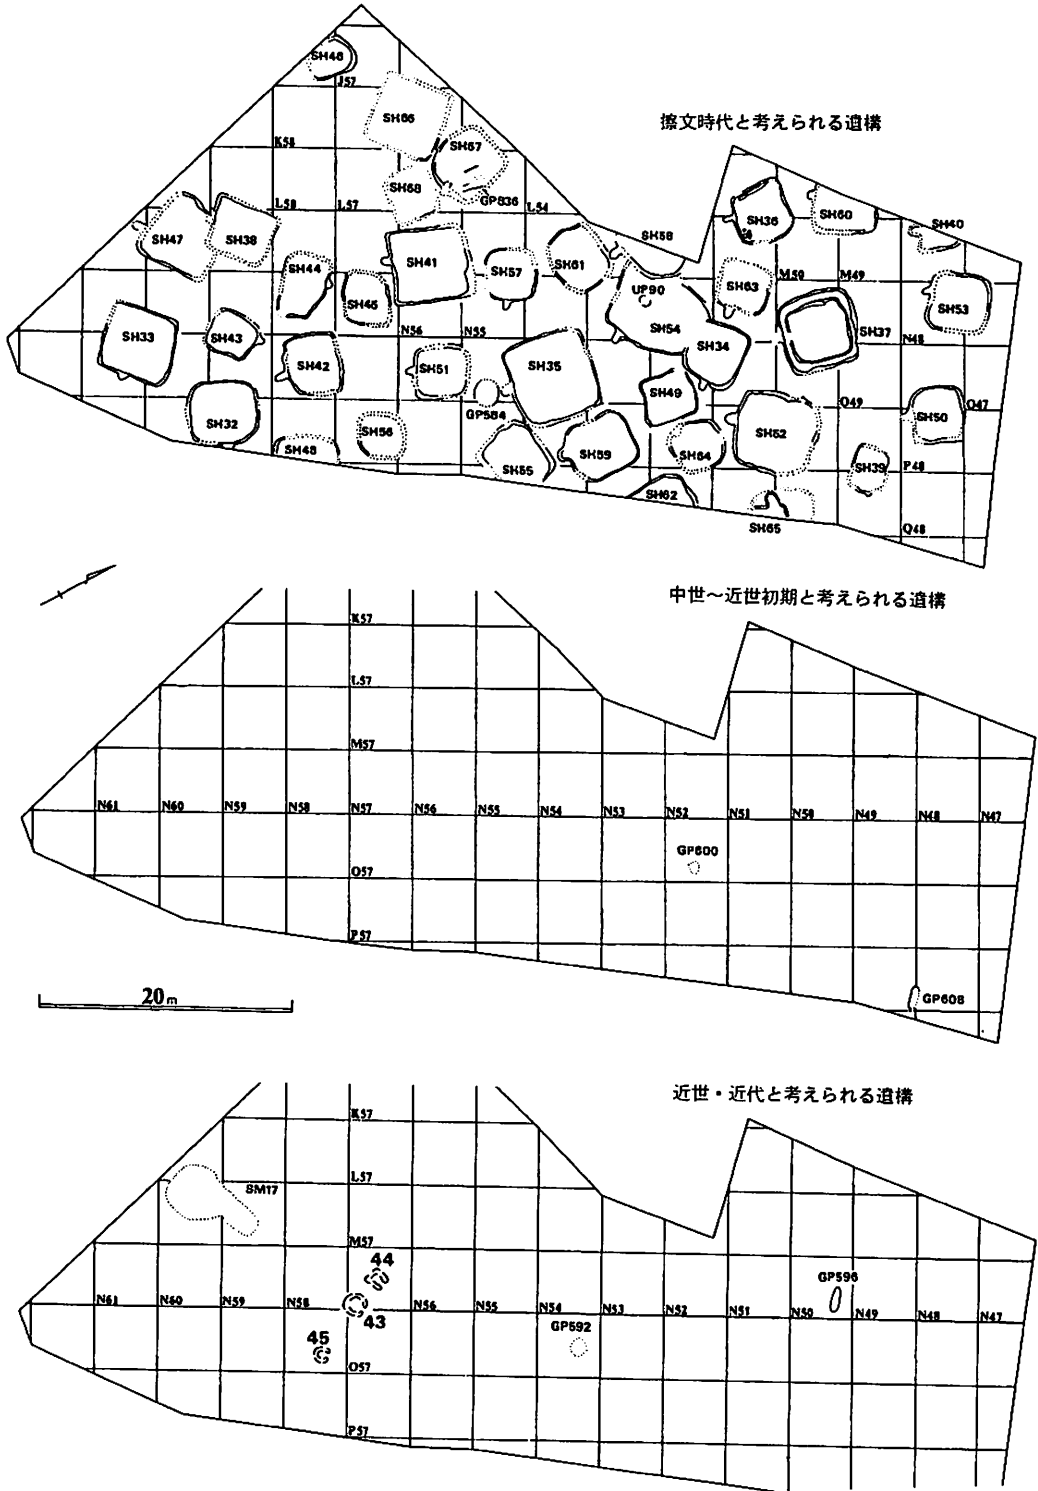 擦文時代と考えられる遺構
SH46
J57
SH66
K58
SH67
SH68
GP836
L58
L57
L54
SH36
SH60
SH40
SH47
SH38
SH58
SH41
SH44
SH57
SH61
SH45
UP90
SH63
M50
M49
SH53
SH33
SH43
N56
N55
SH54
SH37
N48
SH42
SH51
SH35
SH34
SH49
GP584
O49
SH50
O47
SH32
SH56
SH52
SH48
SH55
SH59
SH64
SH39
P48
SH62
SH65
Q48
中世～近世初期と考えられる遺構
K57
L57
M57
N61
N60
N59
N58
N57
N56
N55
N54
N53
N52
N51
N50
N49
N48
N47
GP600
O57
P57
20m
GP608
近世・近代と考えられる遺構
K57
L57
SM17
M57
44
GP596
N61
N60
N59
N58
N56
N55
N54
N53
N52
N51
N50
N49
N48
N47
43
GP592
45
O57
P57